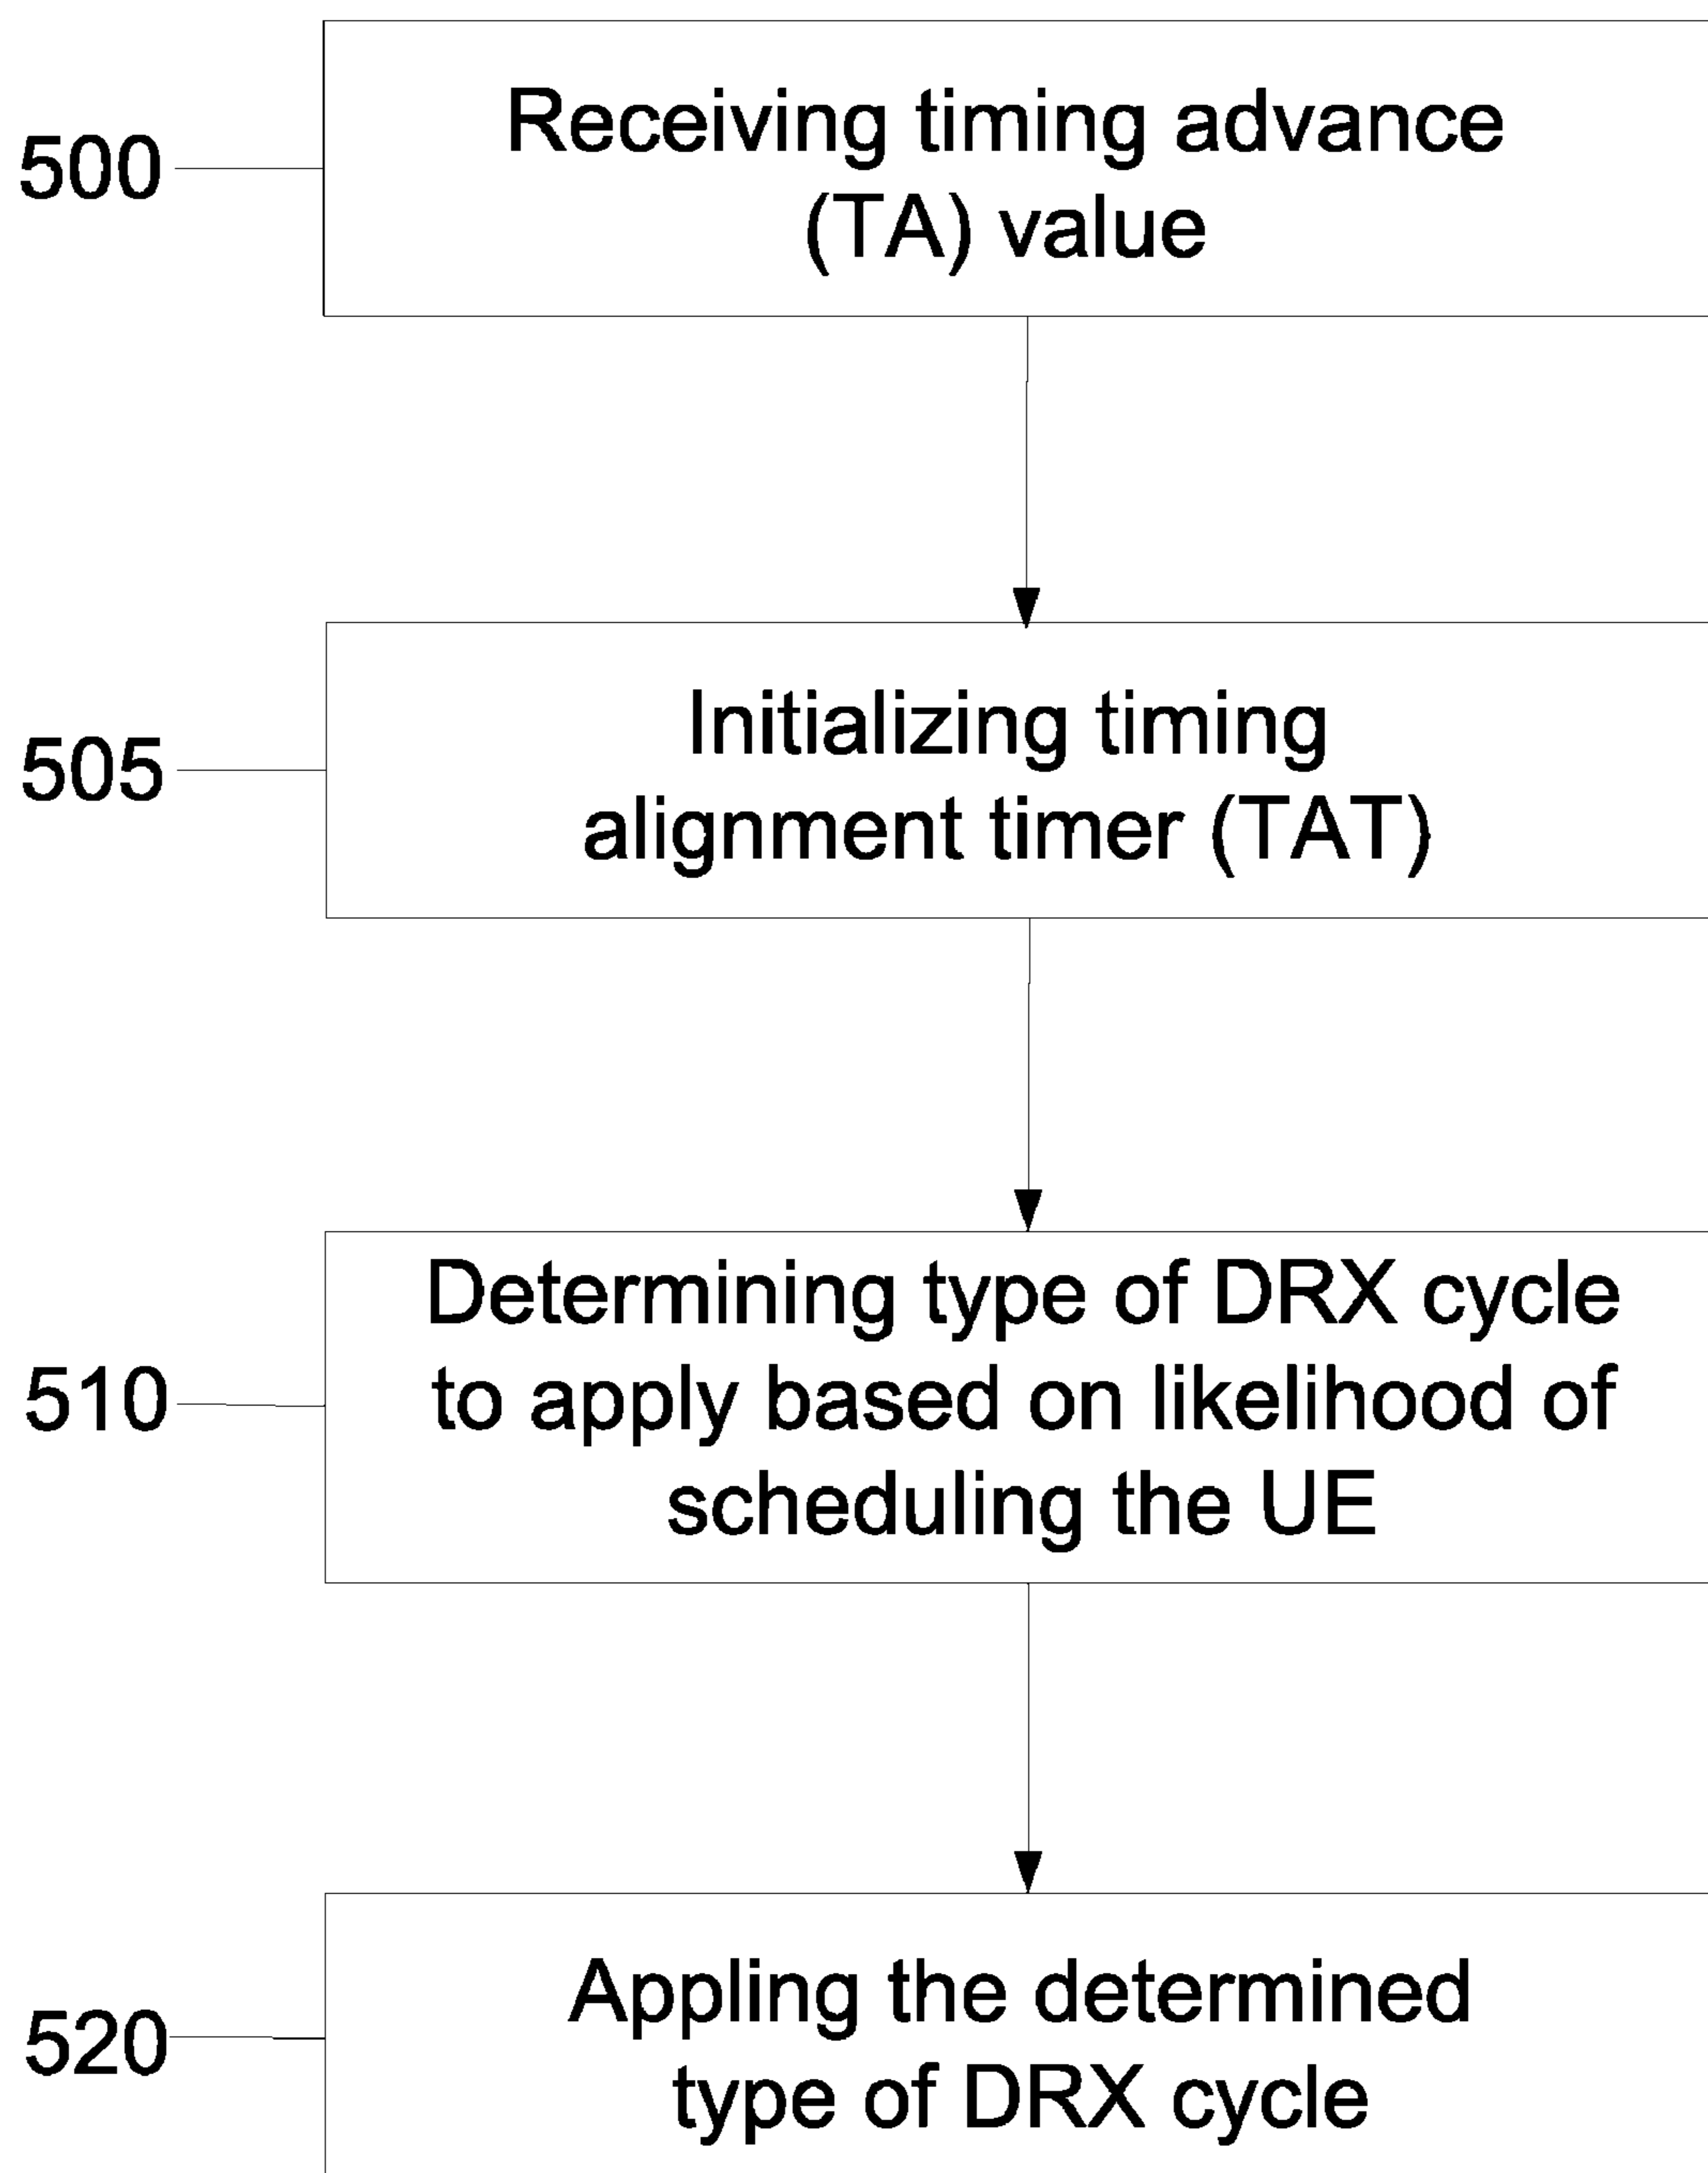 500
Receiving timing advance
(TA) value
505
Initializing timing
alignment timer (TAT)
510
Determining type of DRX cycle
to apply based on likelihood of
scheduling the UE
520
Appling the determined
type of DRX cycle